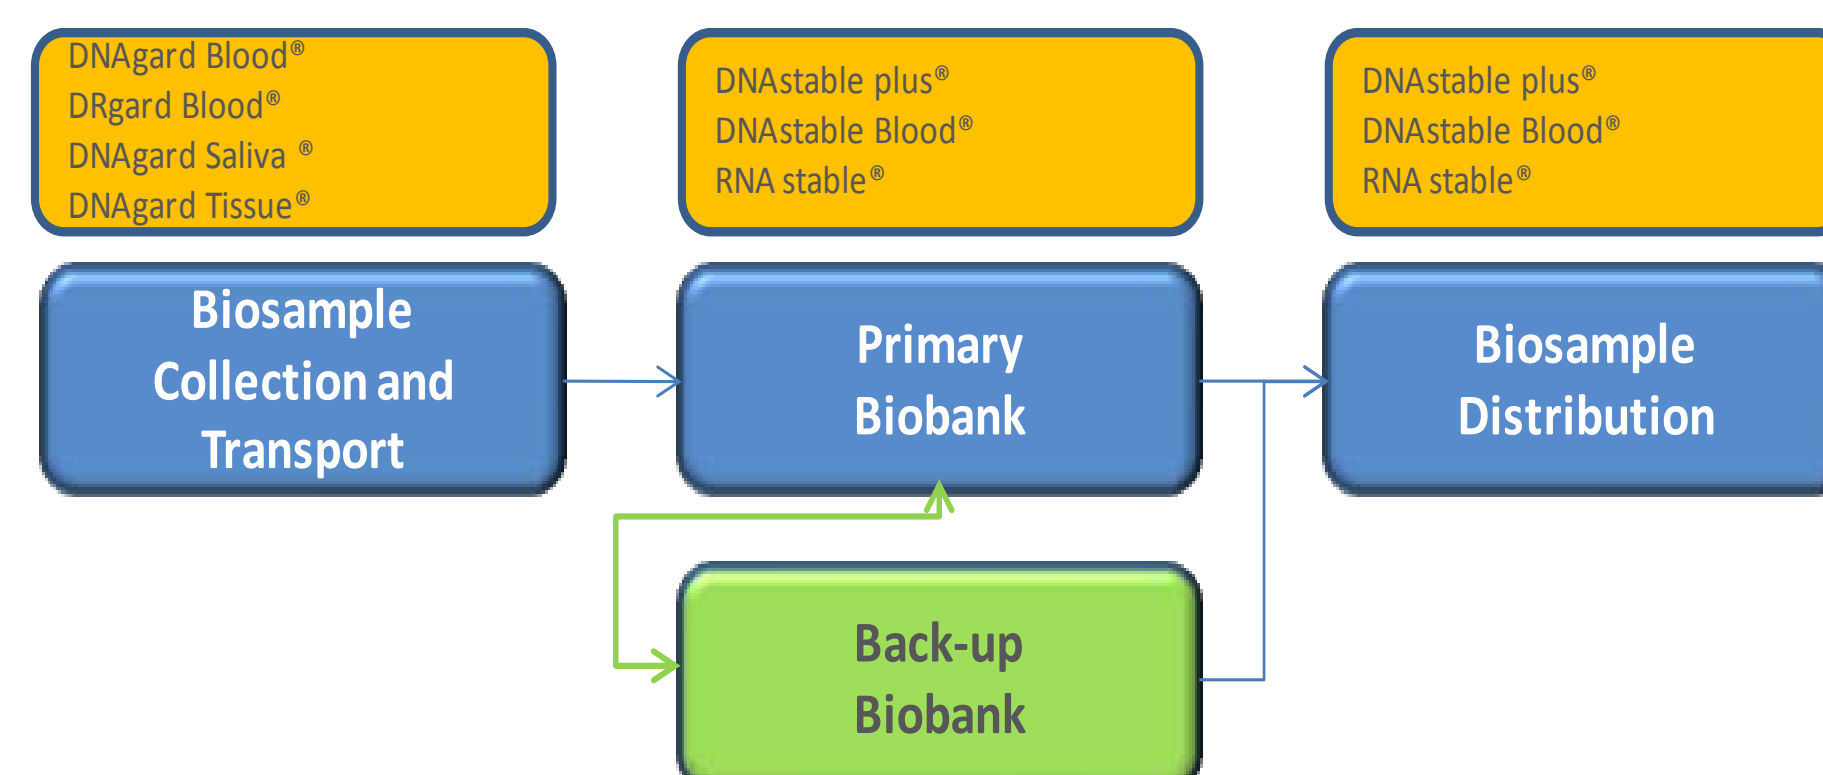 DNAgard Blood®
DRgard Blood®
DNAgard Saliva ®
DNAgard Tissue®
DNAstable plus®
DNAstable Blood®
RNA stable®
DNAstable plus®
DNAstable Blood®
RNA stable®
Biosample
Collection and
Transport
Primary
Biobank
Biosample
Distribution
Back-up
Biobank